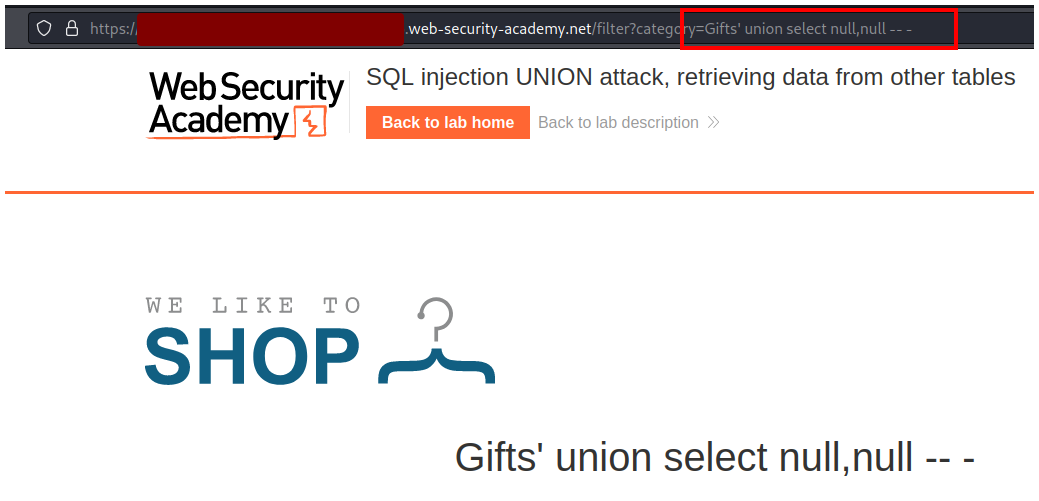 https://.web-security-academy.net/filter?category=Gifts' union select null,null -- -
Web Security
Academy
SQL injection UNION attack, retrieving data from other tables
Back to lab home
Back to lab description
WE LIKE TO
SHOP
Gifts' union select null,null -- -